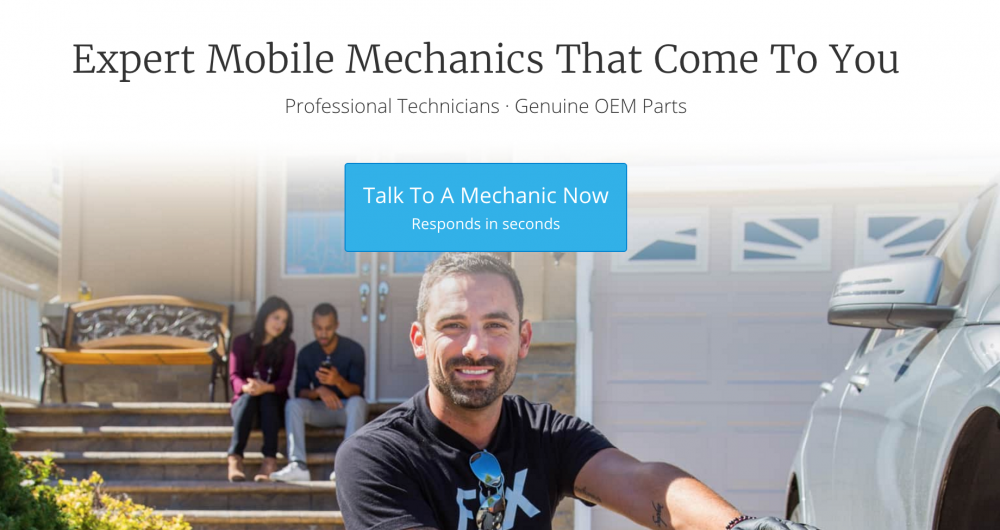 Expert Mobile Mechanics That Come To You
Professional Technicians · Genuine OEM Parts
Talk To A Mechanic Now
Responds in seconds